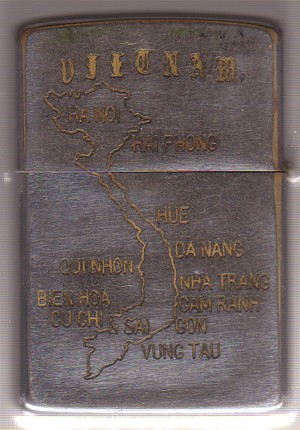 VIETNAM
HA NOI
HAI PHONG
HUE
DA NANG
QUI NHON
NHA TRANG
BIEN HOA
CAM RANH
CU CHI
SAI GON
VUNG TAU